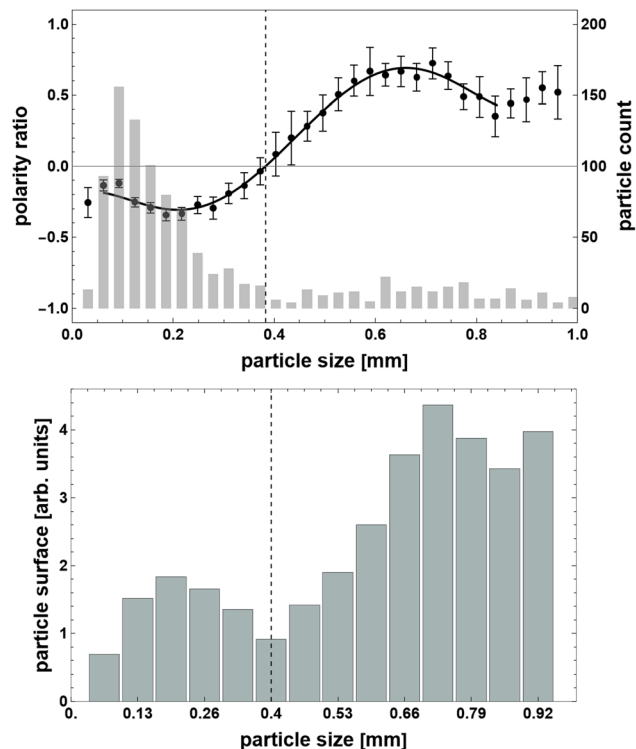 1.0
0.5
0.0
−0.5
−1.0
polarity ratio
200
150
100
50
0
particle count
0.0 0.2 0.4 0.6 0.8 1.0
particle size [mm]
4
3
2
1
0
particle surface [arb. units]
0. 0.13 0.26 0.4 0.53 0.66 0.79 0.92
particle size [mm]